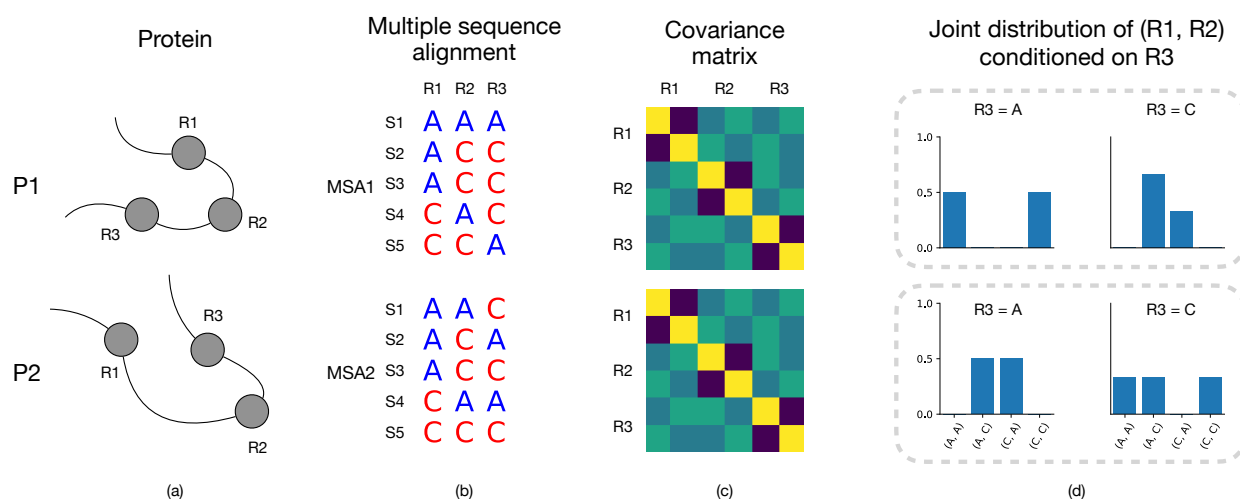 Protein
Multiple sequence
alignment
Covariance
matrix
Joint distribution of (R1, R2)
conditioned on R3
P1
R1
R2
R3
R1 R2 R3
MSA1
S1 A A A
S2 A C C
S3 A C C
S4 C A C
S5 C C A
R1 R2 R3
R1
R2
R3
R3 = A
R3 = C
1.0
0.5
0.0
P2
R3
R1
R2
MSA2
S1 A A C
S2 A C A
S3 A C C
S4 C A A
S5 C C C
R1
R2
R3
R3 = A
R3 = C
1.0
0.5
0.0
(A, A) (A, C) (C, A) (C, C)
(A, A) (A, C) (C, A) (C, C)
(a) (b) (c) (d)